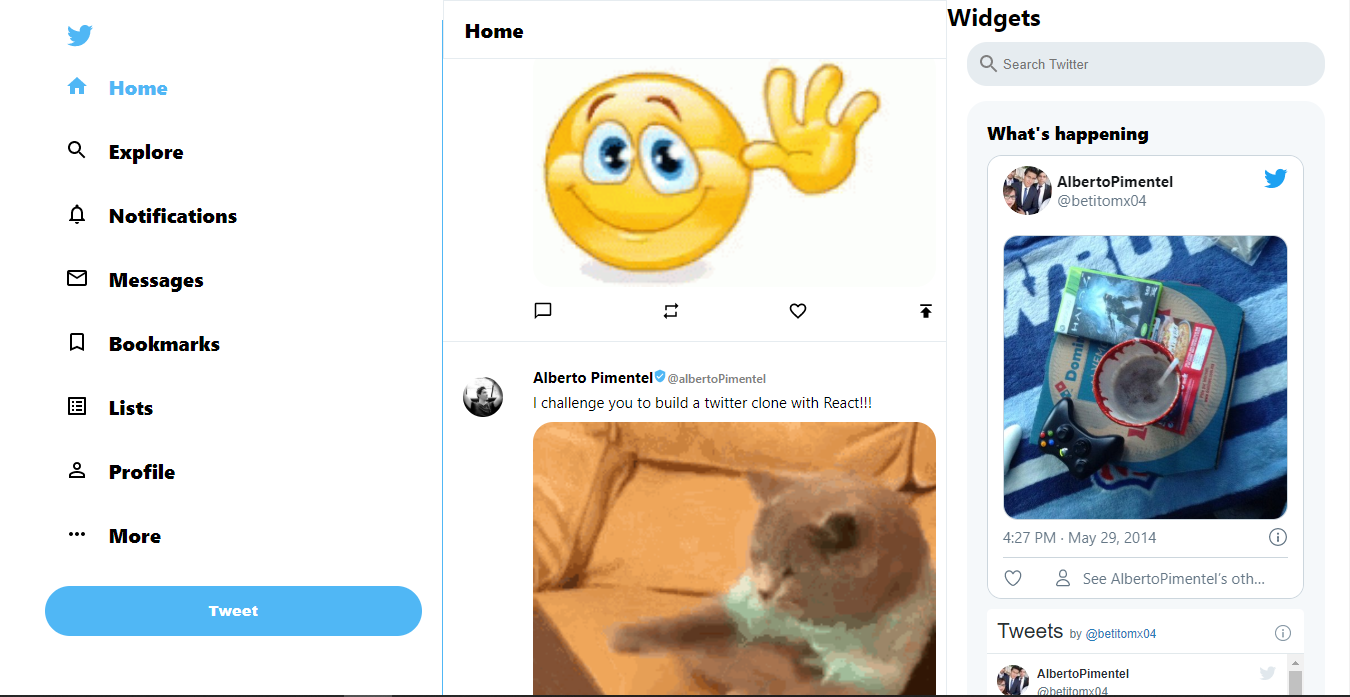 Home
Explore
Notifications
Messages
Bookmarks
Lists
Profile
More
Tweet
Home
Alberto Pimentel @albertoPimentel
I challenge you to build a twitter clone with React!!!
Widgets
Search Twitter
What's happening
AlbertoPimentel
@betitomx04
HALO
Domin
4:27 PM · May 29, 2014
See AlbertoPimentel's oth...
Tweets by @betitomx04
AlbertoPimentel
@betitomx04